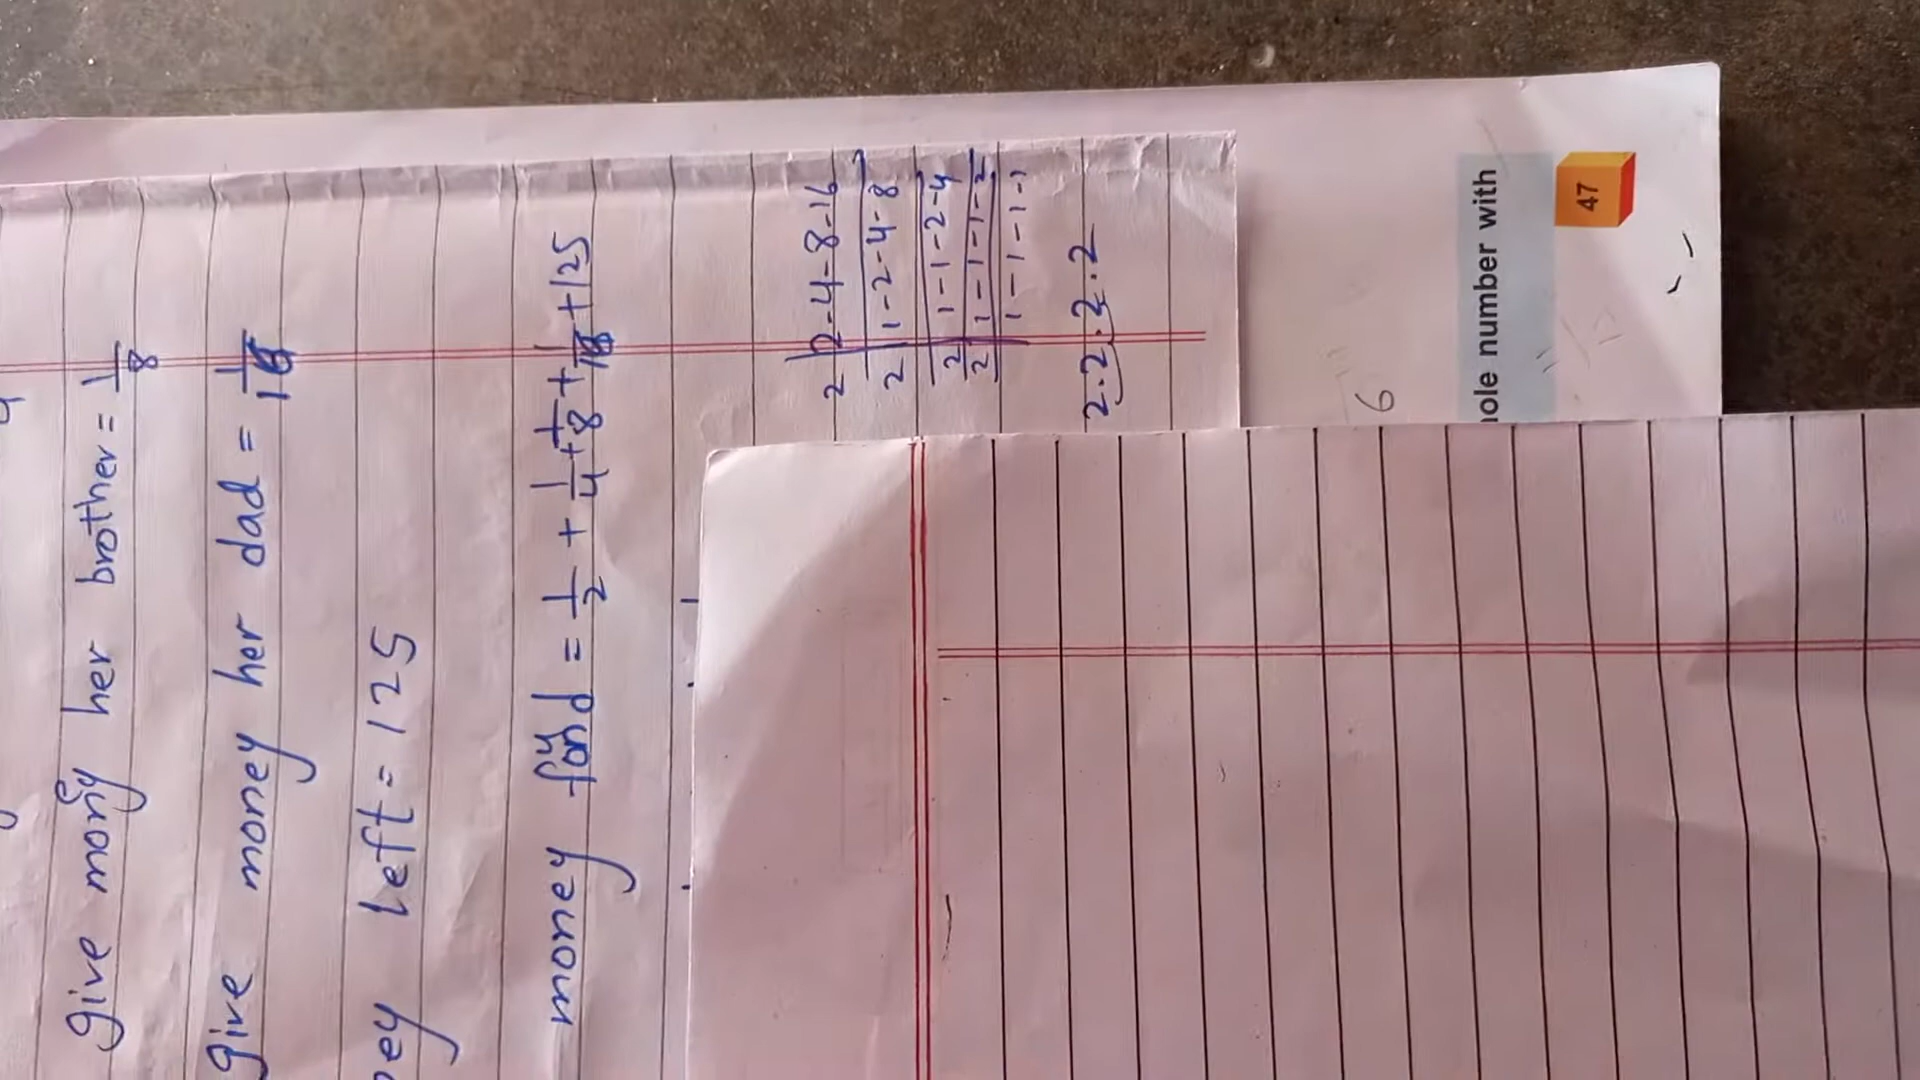 give money her brother = 1/8
give money her dad = 1/16
ney left = 125
money fond = 1/2 + 1/4 + 1/8 + 1/16 + 125
2 2-4-8-16
2 1-2-4-8
2 1-1-2-4
2 1-1-1-2
1-1-1-1
2.2.2.2.2
6
hole number with
47